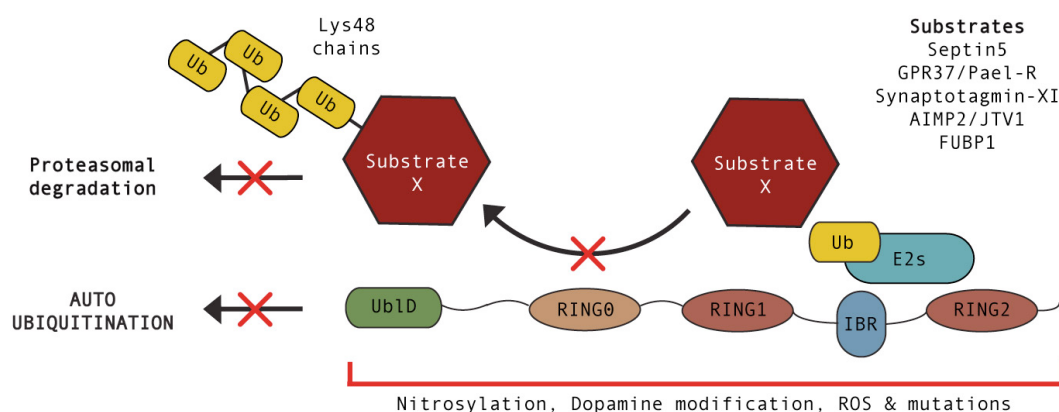 Lys48
chains
Substrates
Septin5
GPR37/Pael-R
Synaptotagmin-XI
AIMP2/JTV1
FUBP1
Ub
Ub
Ub
Ub
Proteasomal
degradation
Substrate
X
Substrate
X
Ub
E2s
AUTO
UBIQUITINATION
UblD
RING0
RING1
IBR
RING2
Nitrosylation, Dopamine modification, ROS & mutations